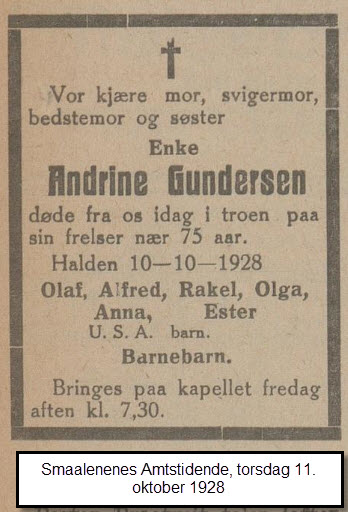 Vor kjære mor, svigermor,
bedstemor og søster
Enke
Andrine Gundersen
døde fra os idag i troen paa
sin frelser nær 75 aar.
Halden 10—10—1928
Olaf, Alfred, Rakel, Olga,
Anna, Ester
U. S. A. barn.
Barnebarn.
Bringes paa kapellet fredag
aften kl. 7,30.
Smaalenenes Amtstidende, torsdag 11.
oktober 1928